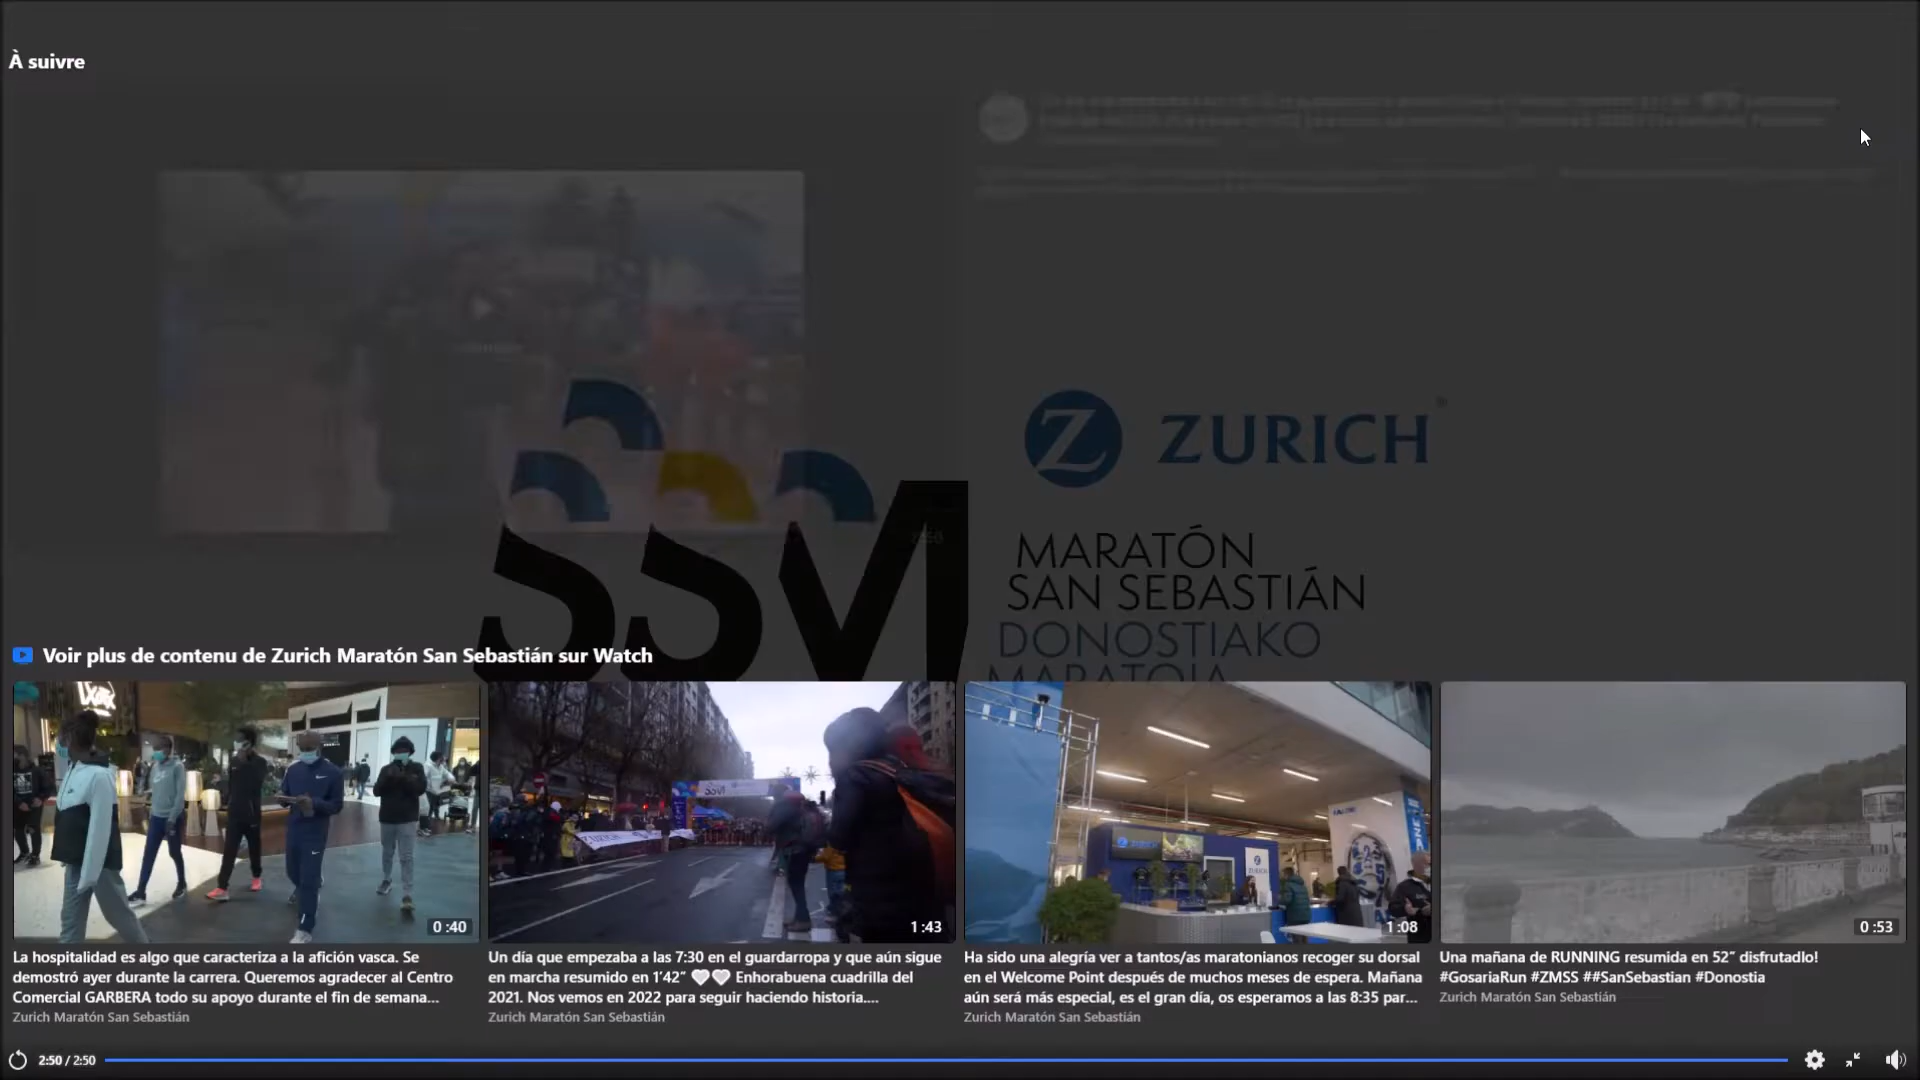 À suivre
ZURICH
SSM
MARATÓN
SAN SEBASTIÁN
DONOSTIAKO
MARATOIA
Voir plus de contenu de Zurich Maratón San Sebastián sur Watch
0:40
1:43
1:08
0:53
La hospitalidad es algo que caracteriza a la afición vasca. Se
demostró ayer durante la carrera. Queremos agradecer al Centro
Comercial GARBERA todo su apoyo durante el fin de semana...
Zurich Maratón San Sebastián
Un día que empezaba a las 7:30 en el guardarropa y que aún sigue
en marcha resumido en 1’42” 🤍🤍 Enhorabuena cuadrilla del
2021. Nos vemos en 2022 para seguir haciendo historia....
Zurich Maratón San Sebastián
Ha sido una alegría ver a tantos/as maratonianos recoger su dorsal
en el Welcome Point después de muchos meses de espera. Mañana
aún será más especial, es el gran día, os esperamos a las 8:35 par...
Zurich Maratón San Sebastián
Una mañana de RUNNING resumida en 52” disfrutadlo!
#GosariaRun #ZMSS ##SanSebastian #Donostia
Zurich Maratón San Sebastián
2:50 / 2:50